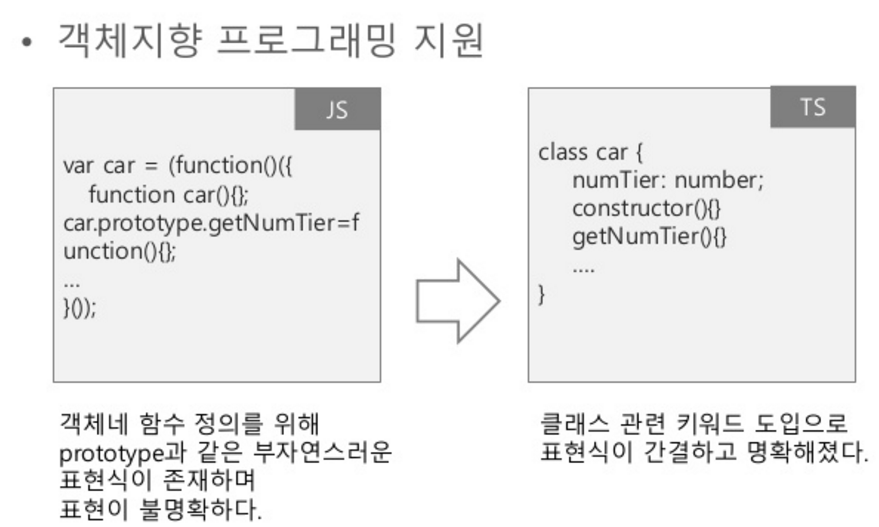 • 객체지향 프로그래밍 지원
JS
var car = (function()({
function car(){};
car.prototype.getNumTier=f
unction(){};
...
}());
객체네 함수 정의를 위해
prototype과 같은 부자연스러운
표현식이 존재하며
표현이 불명확하다.
TS
class car {
numTier: number;
constructor(){}
getNumTier(){}
....
}
클래스 관련 키워드 도입으로
표현식이 간결하고 명확해졌다.